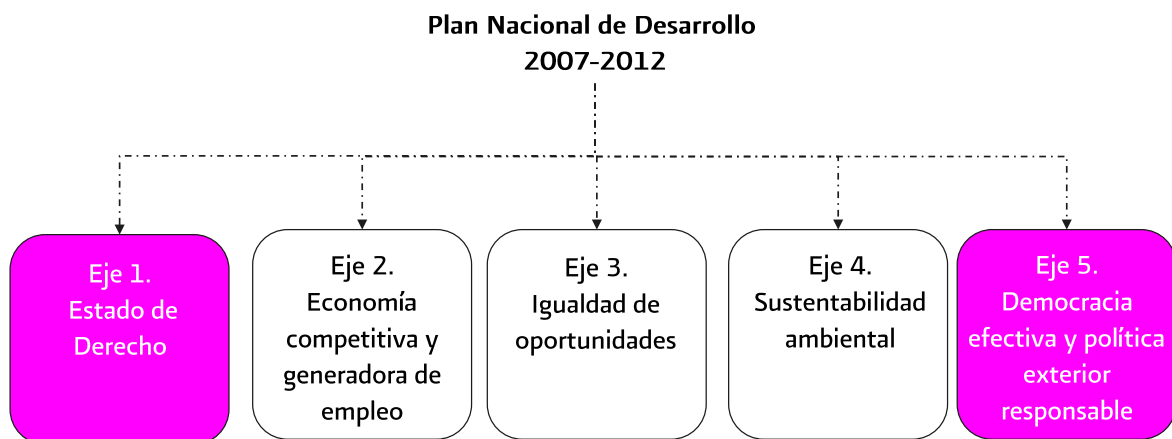 Plan Nacional de Desarrollo
2007-2012
Eje 1.
Estado de
Derecho
Eje 2.
Economía
competitiva y
generadora de
empleo
Eje 3.
Igualdad de
oportunidades
Eje 4.
Sustentabilidad
ambiental
Eje 5.
Democracia
efectiva y política
exterior
responsable